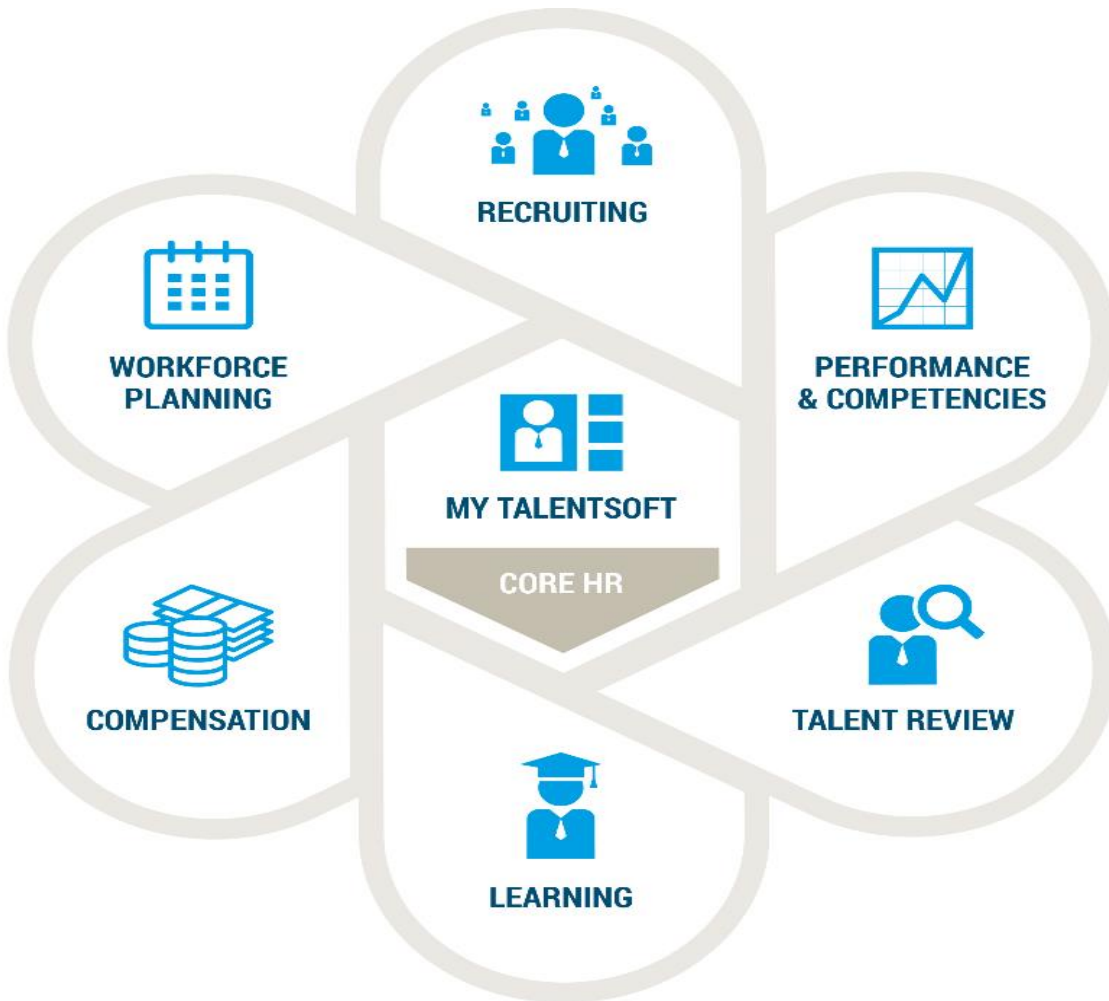 RECRUITING
WORKFORCE
PLANNING
PERFORMANCE
& COMPETENCIES
MY TALENTSOFT
CORE HR
COMPENSATION
TALENT REVIEW
LEARNING